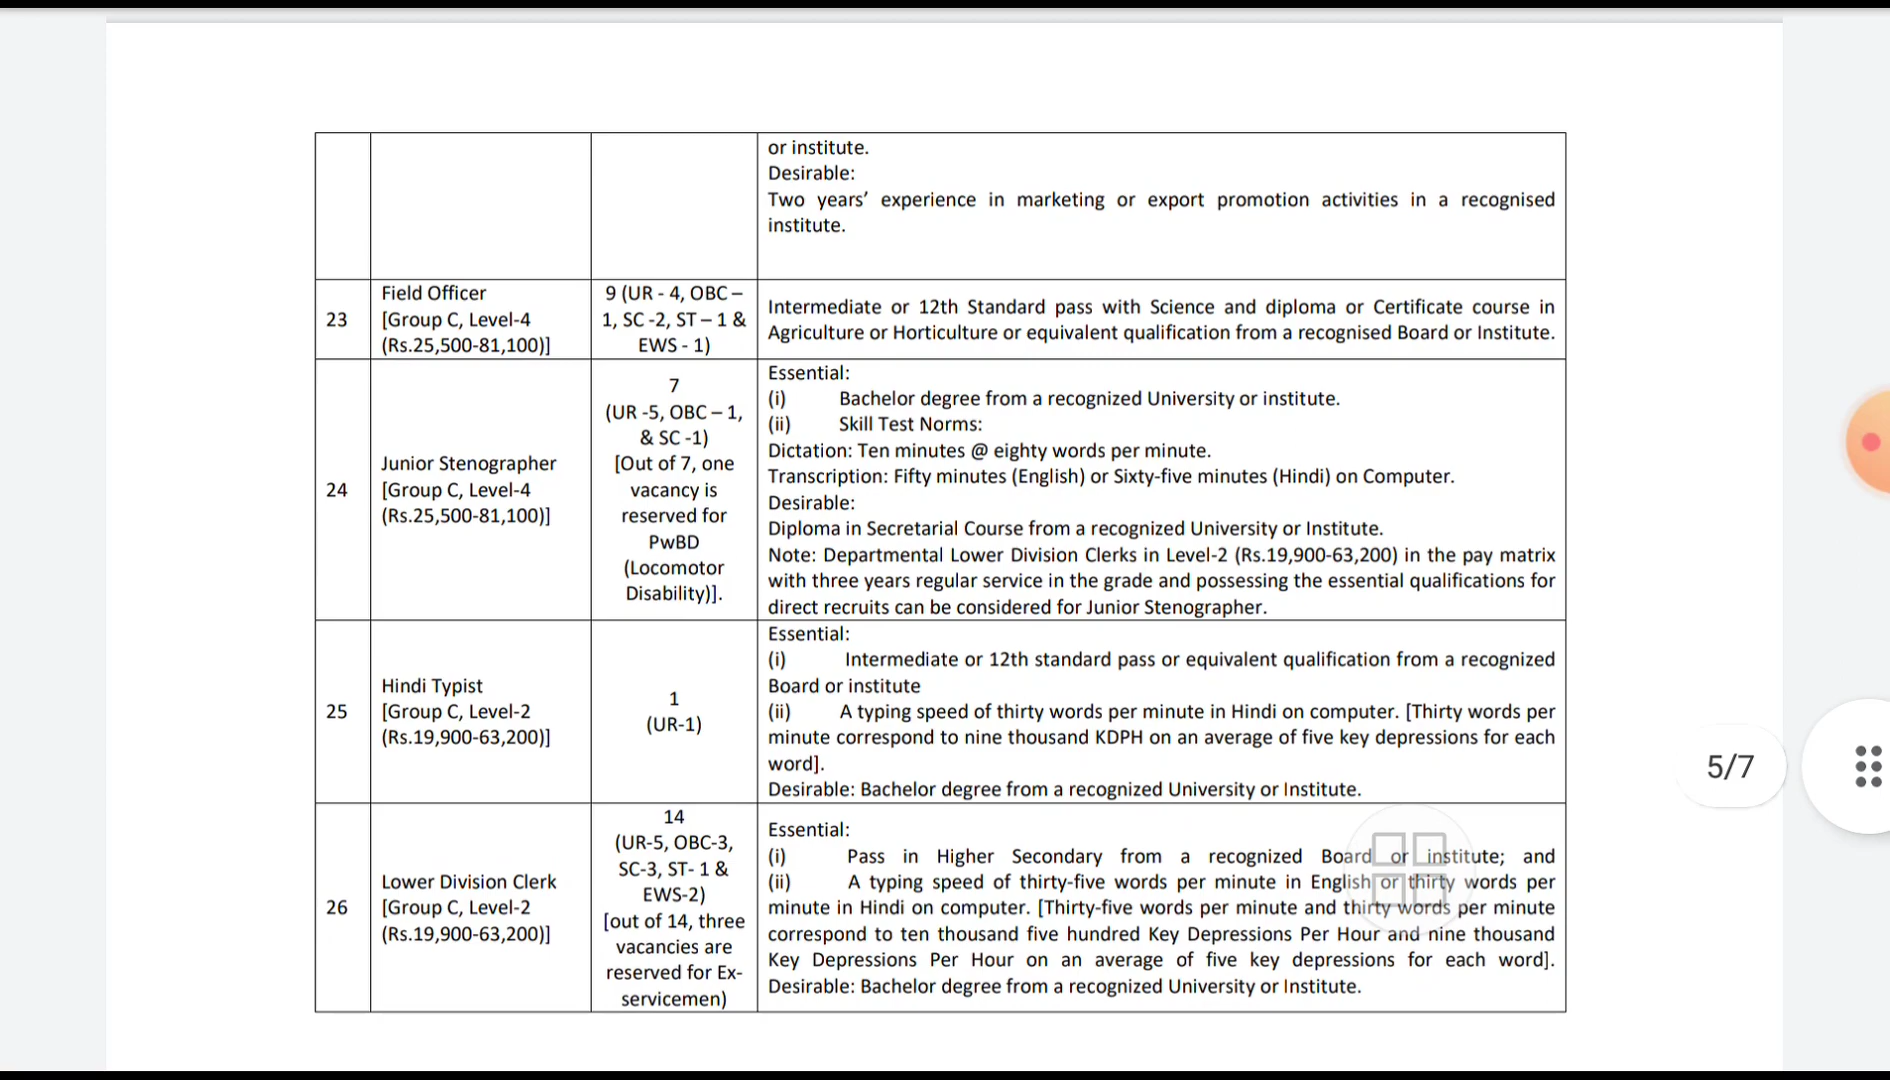 or institute.
Desirable:
Two years’ experience in marketing or export promotion activities in a recognised
institute.
23
Field Officer
[Group C, Level-4
(Rs.25,500-81,100)]
9 (UR - 4, OBC –
1, SC -2, ST – 1 &
EWS - 1)
Intermediate or 12th Standard pass with Science and diploma or Certificate course in
Agriculture or Horticulture or equivalent qualification from a recognised Board or Institute.
24
Junior Stenographer
[Group C, Level-4
(Rs.25,500-81,100)]
7
(UR -5, OBC – 1,
& SC -1)
[Out of 7, one
vacancy is
reserved for
PwBD
(Locomotor
Disability)].
Essential:
(i) Bachelor degree from a recognized University or institute.
(ii) Skill Test Norms:
Dictation: Ten minutes @ eighty words per minute.
Transcription: Fifty minutes (English) or Sixty-five minutes (Hindi) on Computer.
Desirable:
Diploma in Secretarial Course from a recognized University or Institute.
Note: Departmental Lower Division Clerks in Level-2 (Rs.19,900-63,200) in the pay matrix
with three years regular service in the grade and possessing the essential qualifications for
direct recruits can be considered for Junior Stenographer.
25
Hindi Typist
[Group C, Level-2
(Rs.19,900-63,200)]
1
(UR-1)
Essential:
(i) Intermediate or 12th standard pass or equivalent qualification from a recognized
Board or institute
(ii) A typing speed of thirty words per minute in Hindi on computer. [Thirty words per
minute correspond to nine thousand KDPH on an average of five key depressions for each
word].
Desirable: Bachelor degree from a recognized University or Institute.
26
Lower Division Clerk
[Group C, Level-2
(Rs.19,900-63,200)]
14
(UR-5, OBC-3,
SC-3, ST- 1 &
EWS-2)
[out of 14, three
vacancies are
reserved for Ex-
servicemen)
Essential:
(i) Pass in Higher Secondary from a recognized Board or institute; and
(ii) A typing speed of thirty-five words per minute in English or thirty words per
minute in Hindi on computer. [Thirty-five words per minute and thirty words per minute
correspond to ten thousand five hundred Key Depressions Per Hour and nine thousand
Key Depressions Per Hour on an average of five key depressions for each word].
Desirable: Bachelor degree from a recognized University or Institute.
5/7